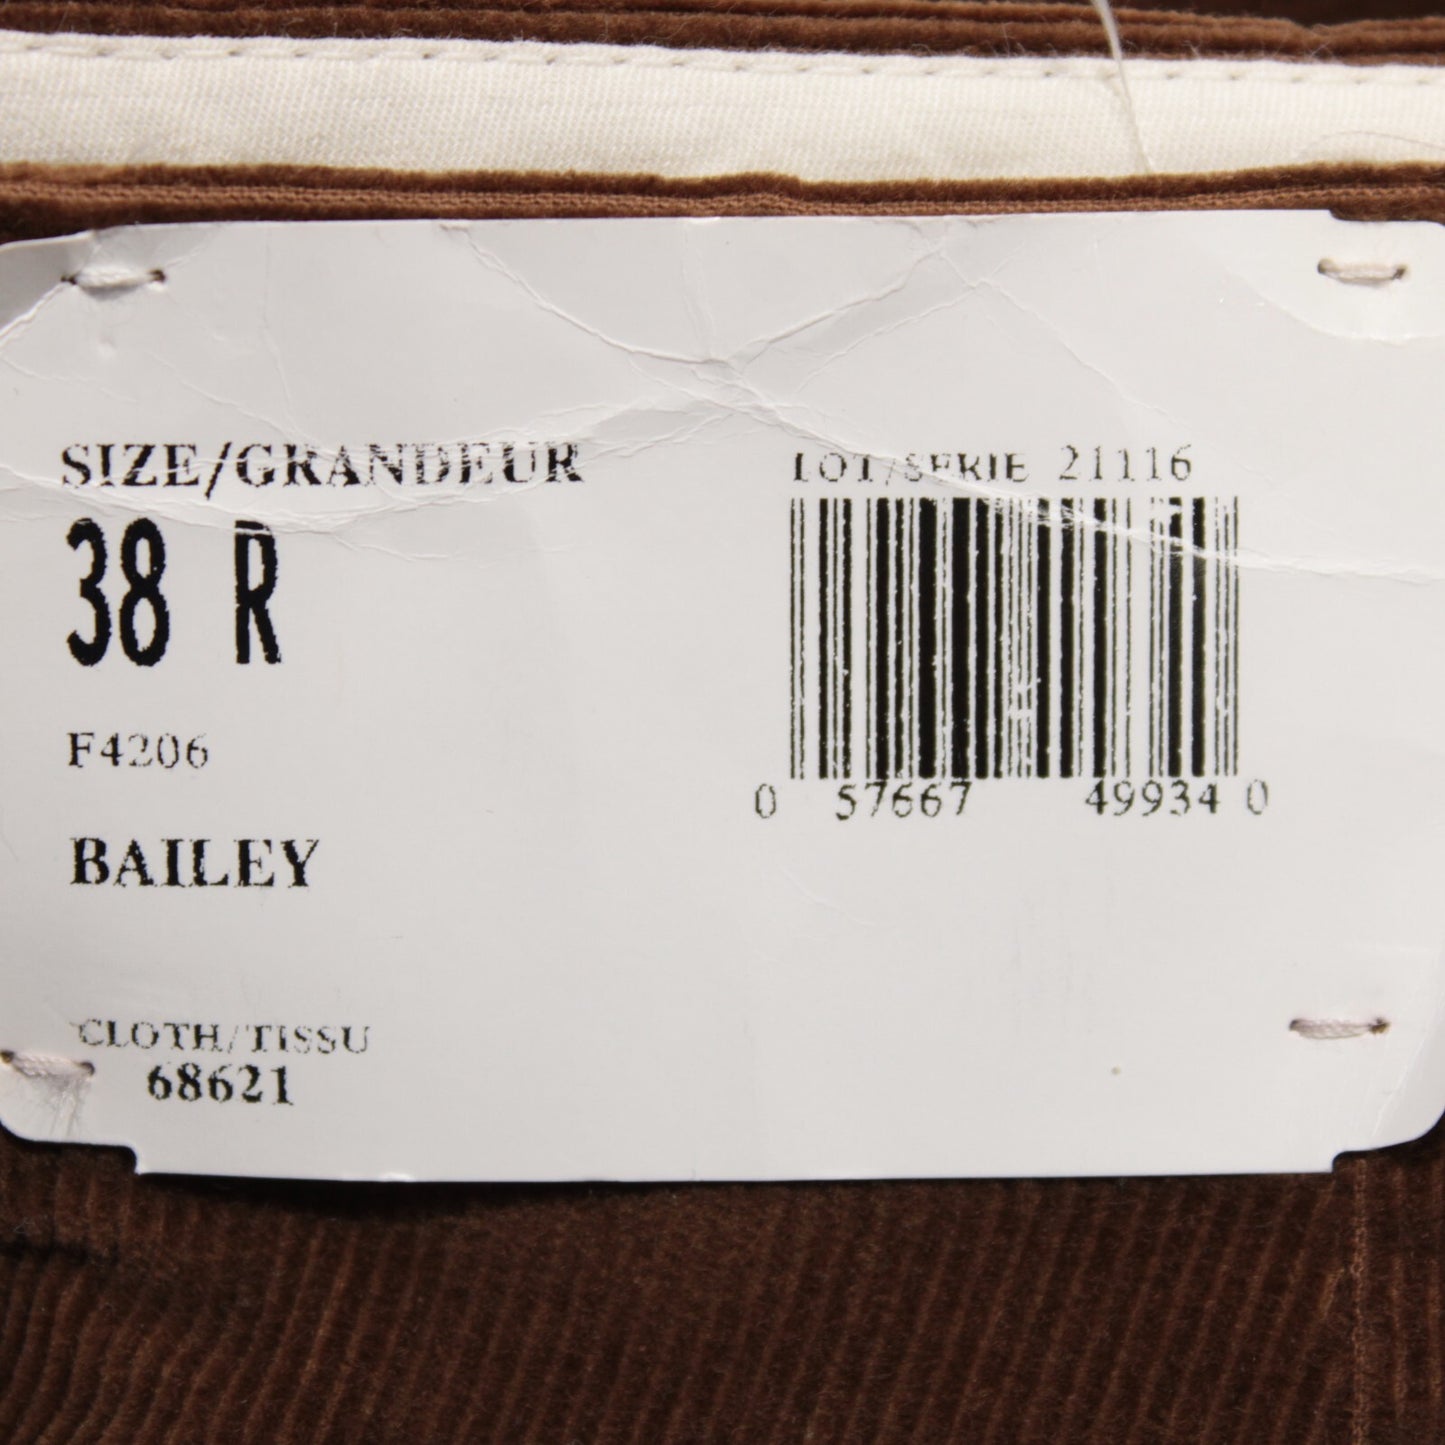 SIZE/GRANDEUR
38 R
F4206
BAILEY
CLOTH/TISSU
68621
LOT/SERIE 21116
0 57667 49934 0